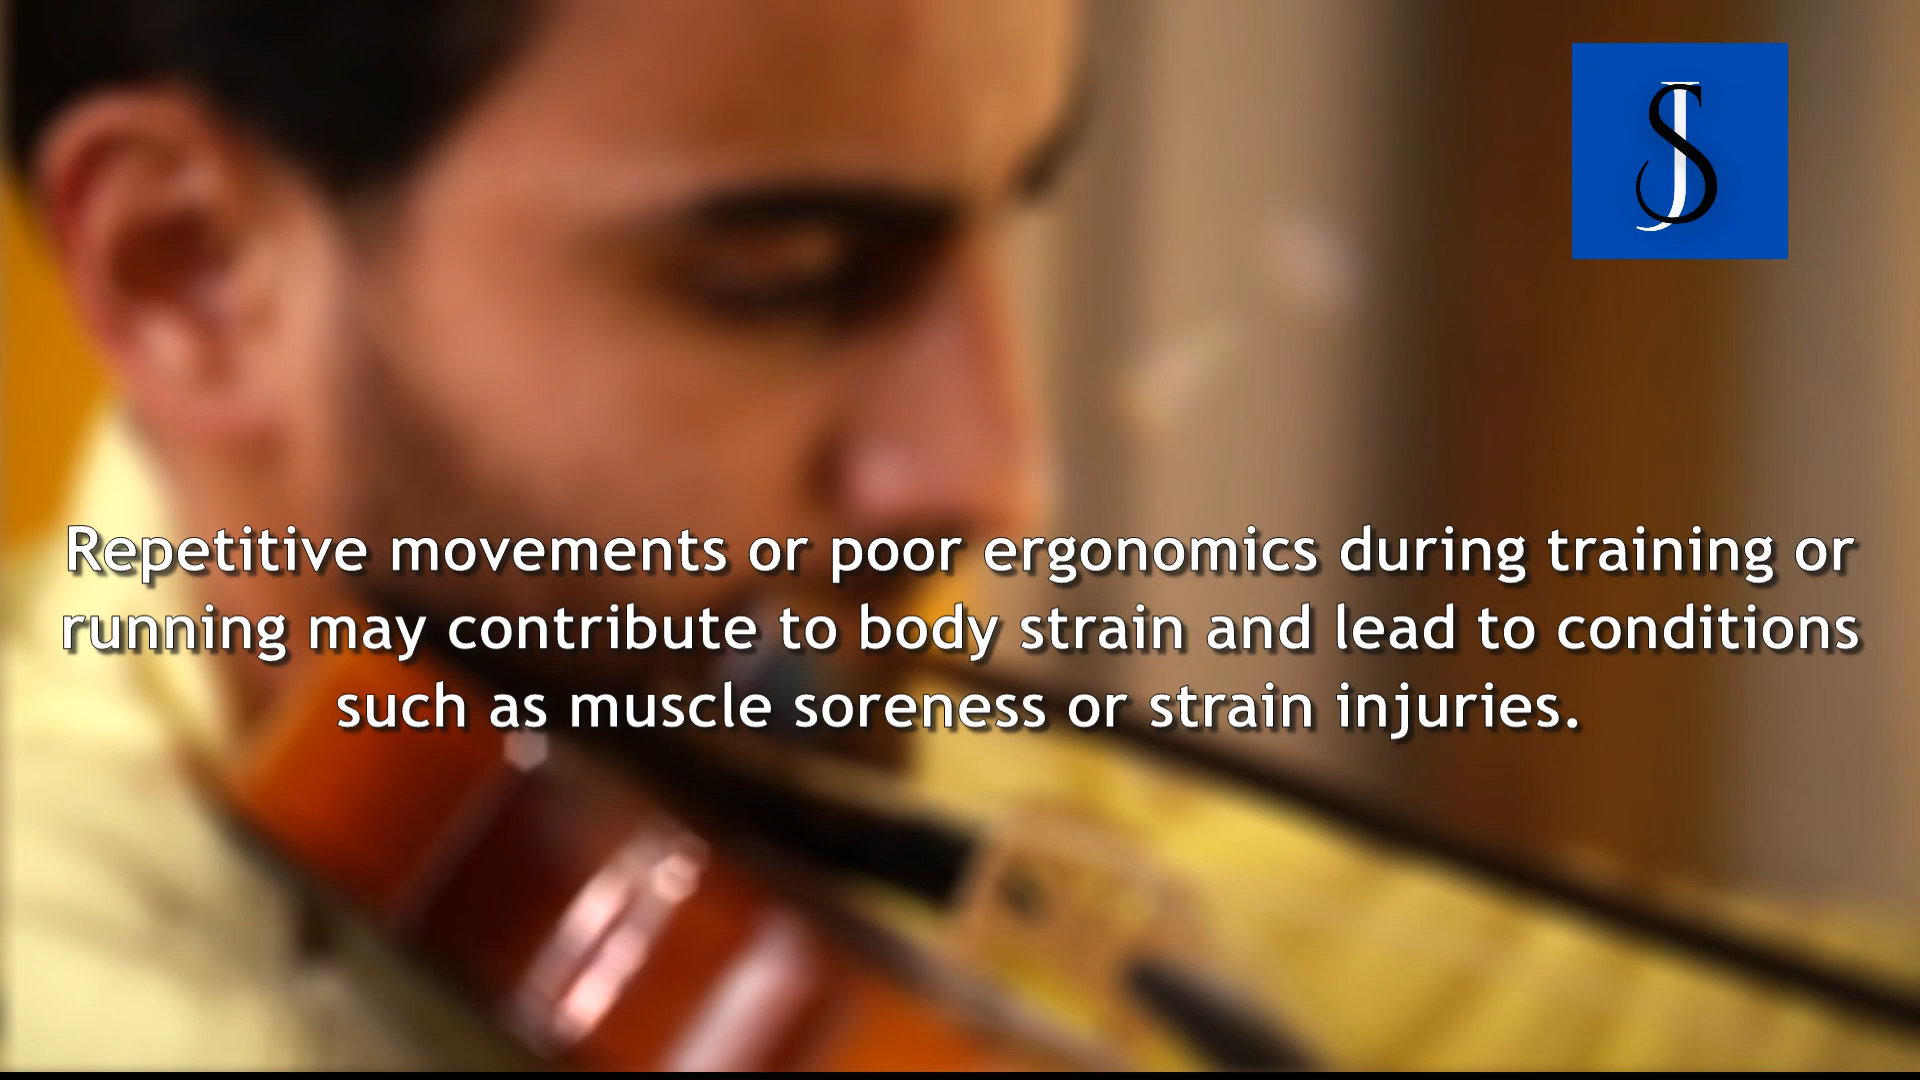 SJ
Repetitive movements or poor ergonomics during training or
running may contribute to body strain and lead to conditions
such as muscle soreness or strain injuries.